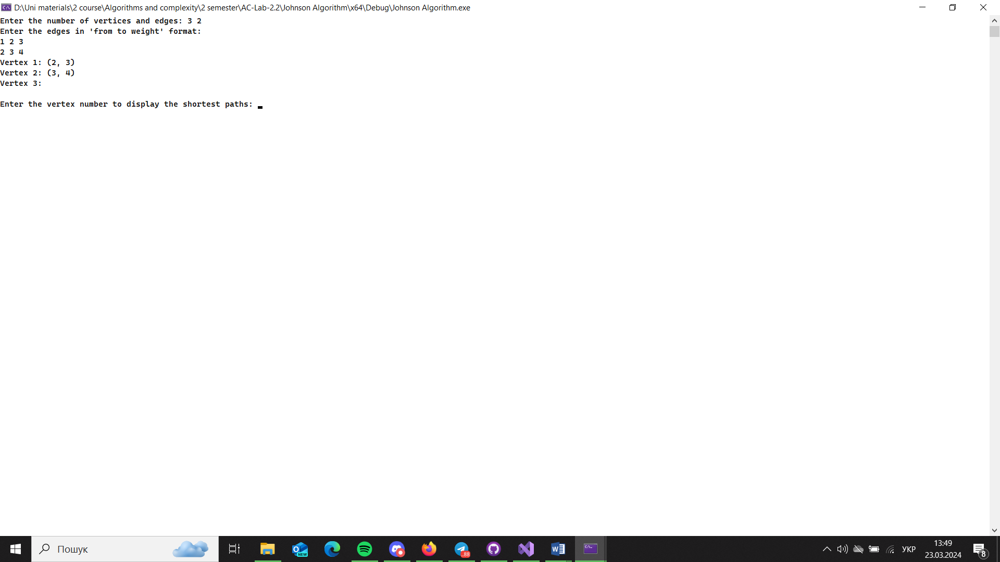 D:\Uni materials\2 course\Algorithms and complexity\2 semester\AC-Lab-2.2\Johnson Algorithm\x64\Debug\Johnson Algorithm.exe
Enter the number of vertices and edges: 3 2
Enter the edges in 'from to weight' format:
1 2 3
2 3 4
Vertex 1: (2, 3)
Vertex 2: (3, 4)
Vertex 3:
Enter the vertex number to display the shortest paths:
Пошук
NEW
..88
УКР
13:49
23.03.2024
8